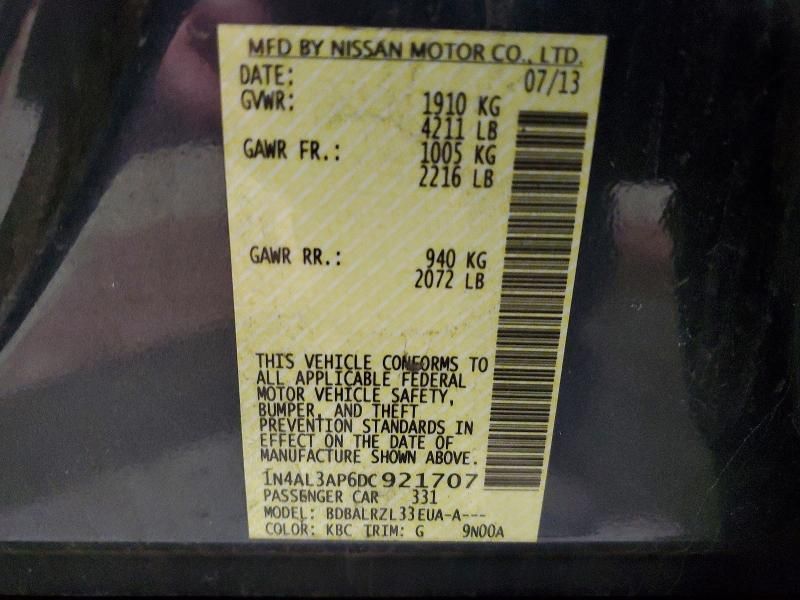 MFD BY NISSAN MOTOR CO., LTD.
DATE: 07/13
GVWR: 1910 KG
4211 LB
GAWR FR.: 1005 KG
2216 LB
GAWR RR.: 940 KG
2072 LB
THIS VEHICLE CONFORMS TO
ALL APPLICABLE FEDERAL
MOTOR VEHICLE SAFETY,
BUMPER, AND THEFT
PREVENTION STANDARDS IN
EFFECT ON THE DATE OF
MANUFACTURE SHOWN ABOVE.
1N4AL3AP6DC921707
PASSENGER CAR 331
MODEL: BDBALRZL33EUA-A---
COLOR: KBC TRIM: G 9N00A